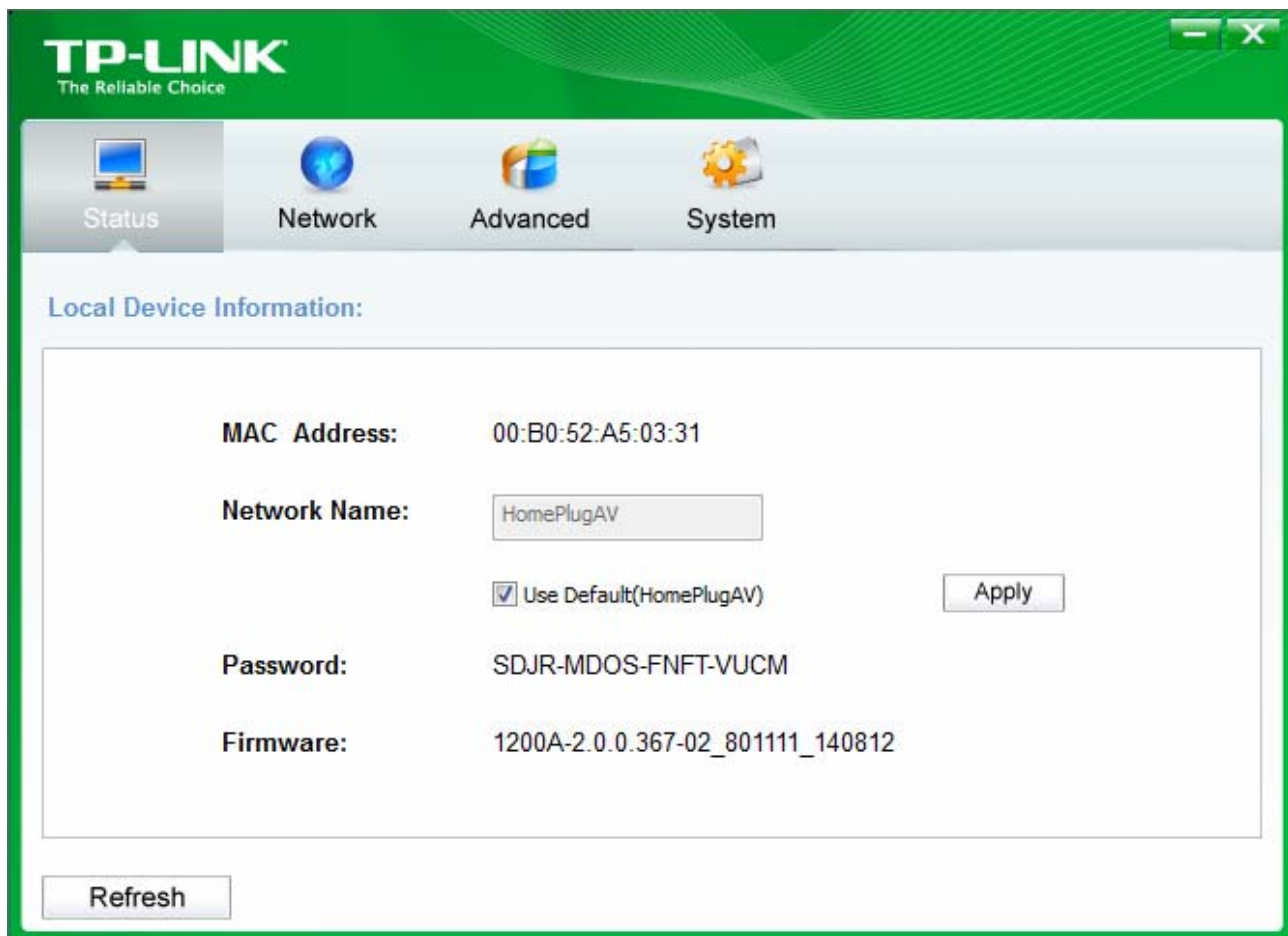 TP-LINK
The Reliable Choice
Status Network Advanced System
Local Device Information:
MAC Address: 00:B0:52:A5:03:31
Network Name: HomePlugAV
Use Default(HomePlugAV) Apply
Password: SDJR-MDOS-FNFT-VUCM
Firmware: 1200A-2.0.0.367-02_801111_140812
Refresh